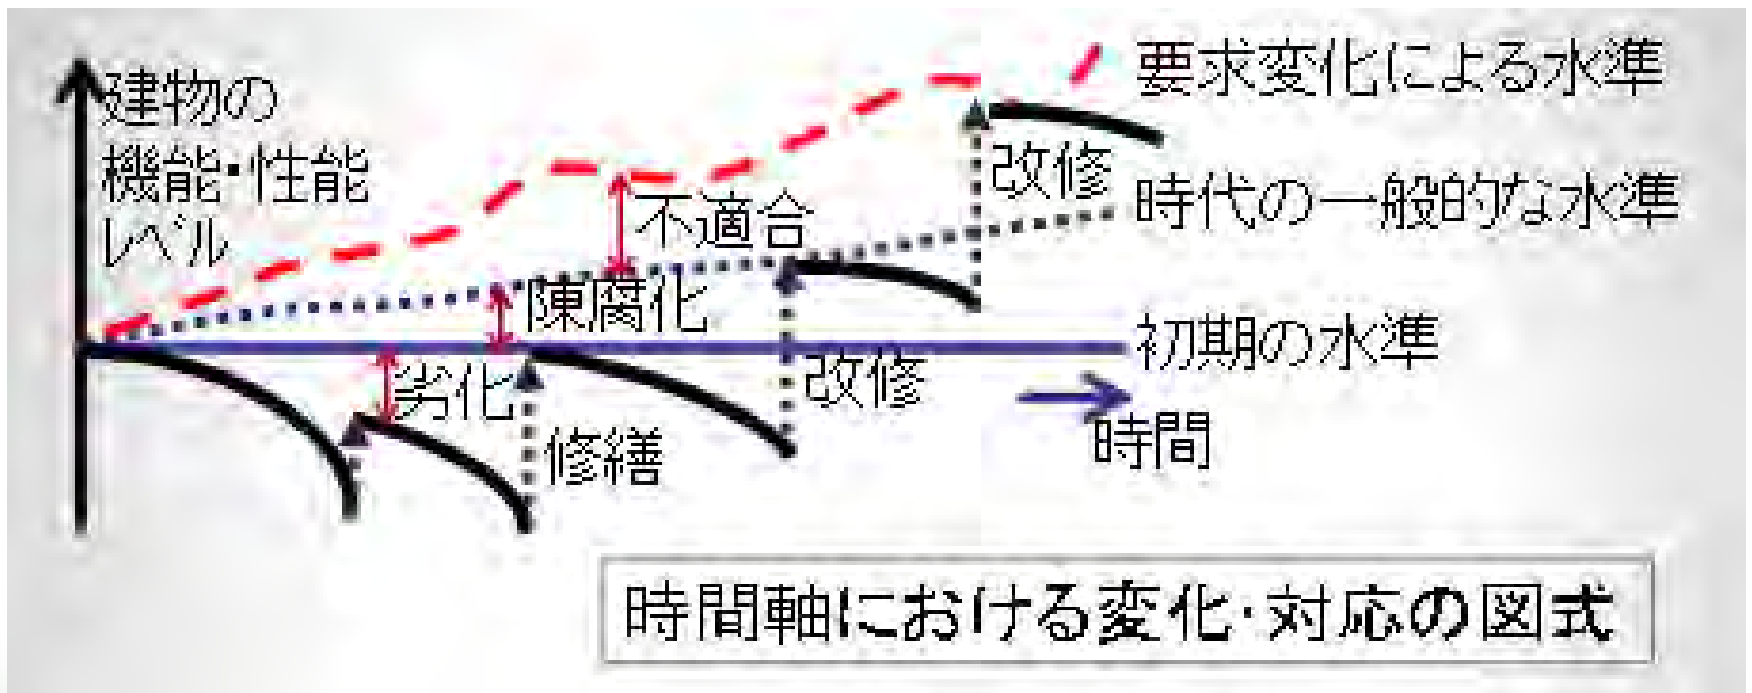 建物の
機能・性能
レベル
要求変化による水準
改修
時代の一般的な水準
不適合
陳腐化
初期の水準
劣化
改修
修繕
時間
時間軸における変化・対応の図式